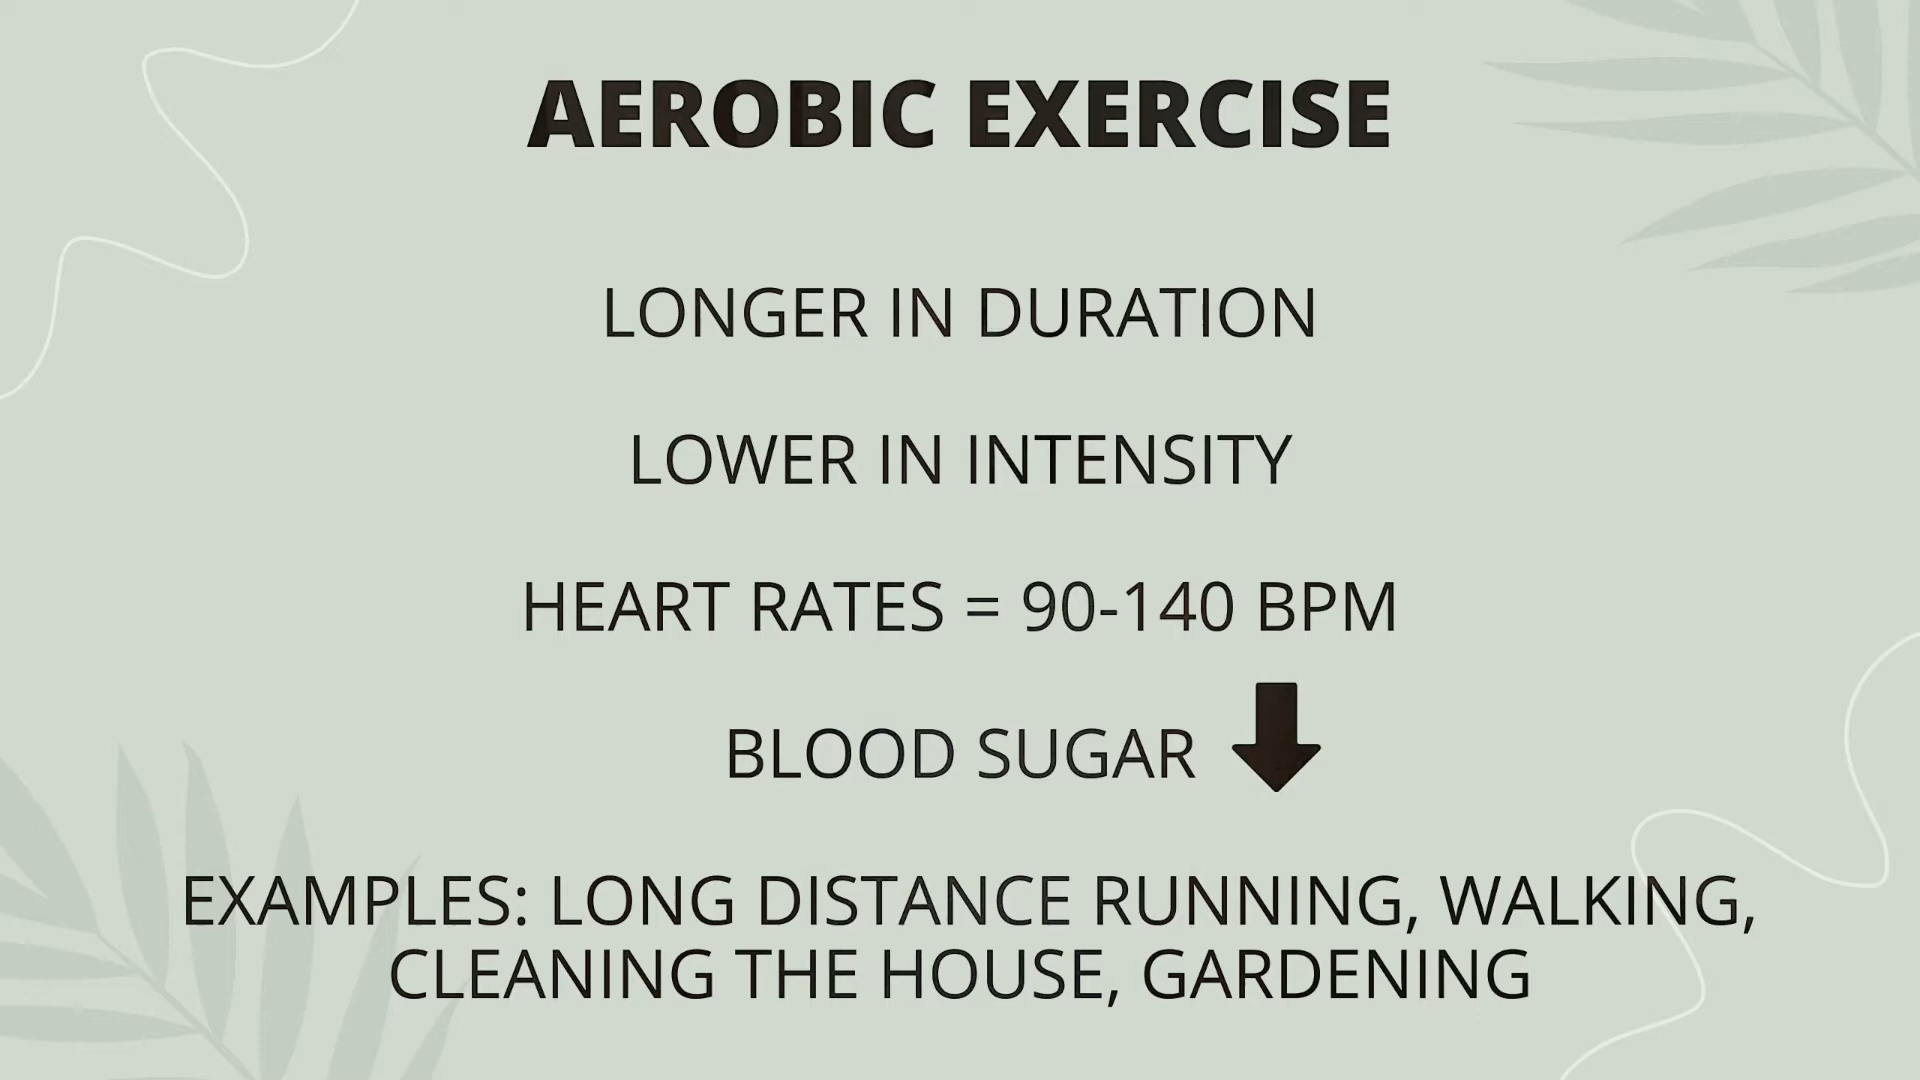 AEROBIC EXERCISE
LONGER IN DURATION
LOWER IN INTENSITY
HEART RATES = 90-140 BPM
BLOOD SUGAR
EXAMPLES: LONG DISTANCE RUNNING, WALKING,
CLEANING THE HOUSE, GARDENING